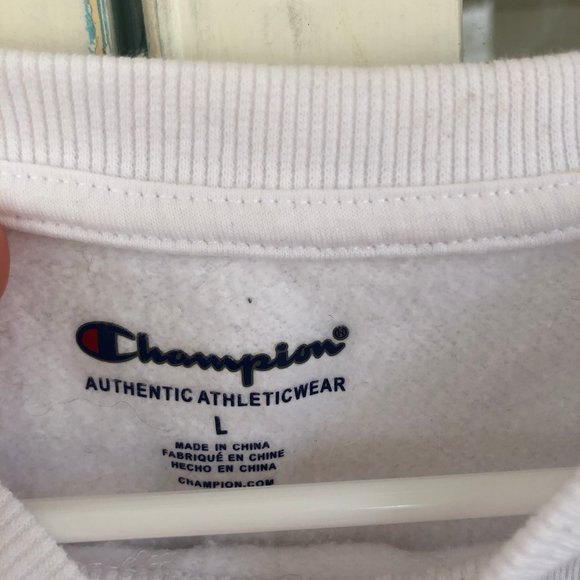 Champion®
AUTHENTIC ATHLETICWEAR
L
MADE IN CHINA
FABRIQUÉ EN CHINE
HECHO EN CHINA
CHAMPION.COM